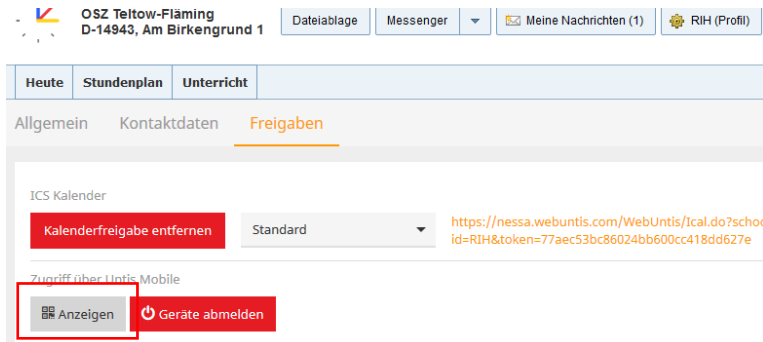 OSZ Teltow-Fläming
D-14943, Am Birkengrund 1
Dateiablage Messenger Meine Nachrichten (1) RIH (Profil)
Heute Stundenplan Unterricht
Allgemein Kontaktdaten Freigaben
ICS Kalender
Kalenderfreigabe entfernen Standard https://nessa.webuntis.com/WebUntis/Ical.do?schoo
id=RIH&token=77aec53bc86024bb600cc418dd627e
Zugriff über Untis Mobile
Anzeigen Geräte abmelden